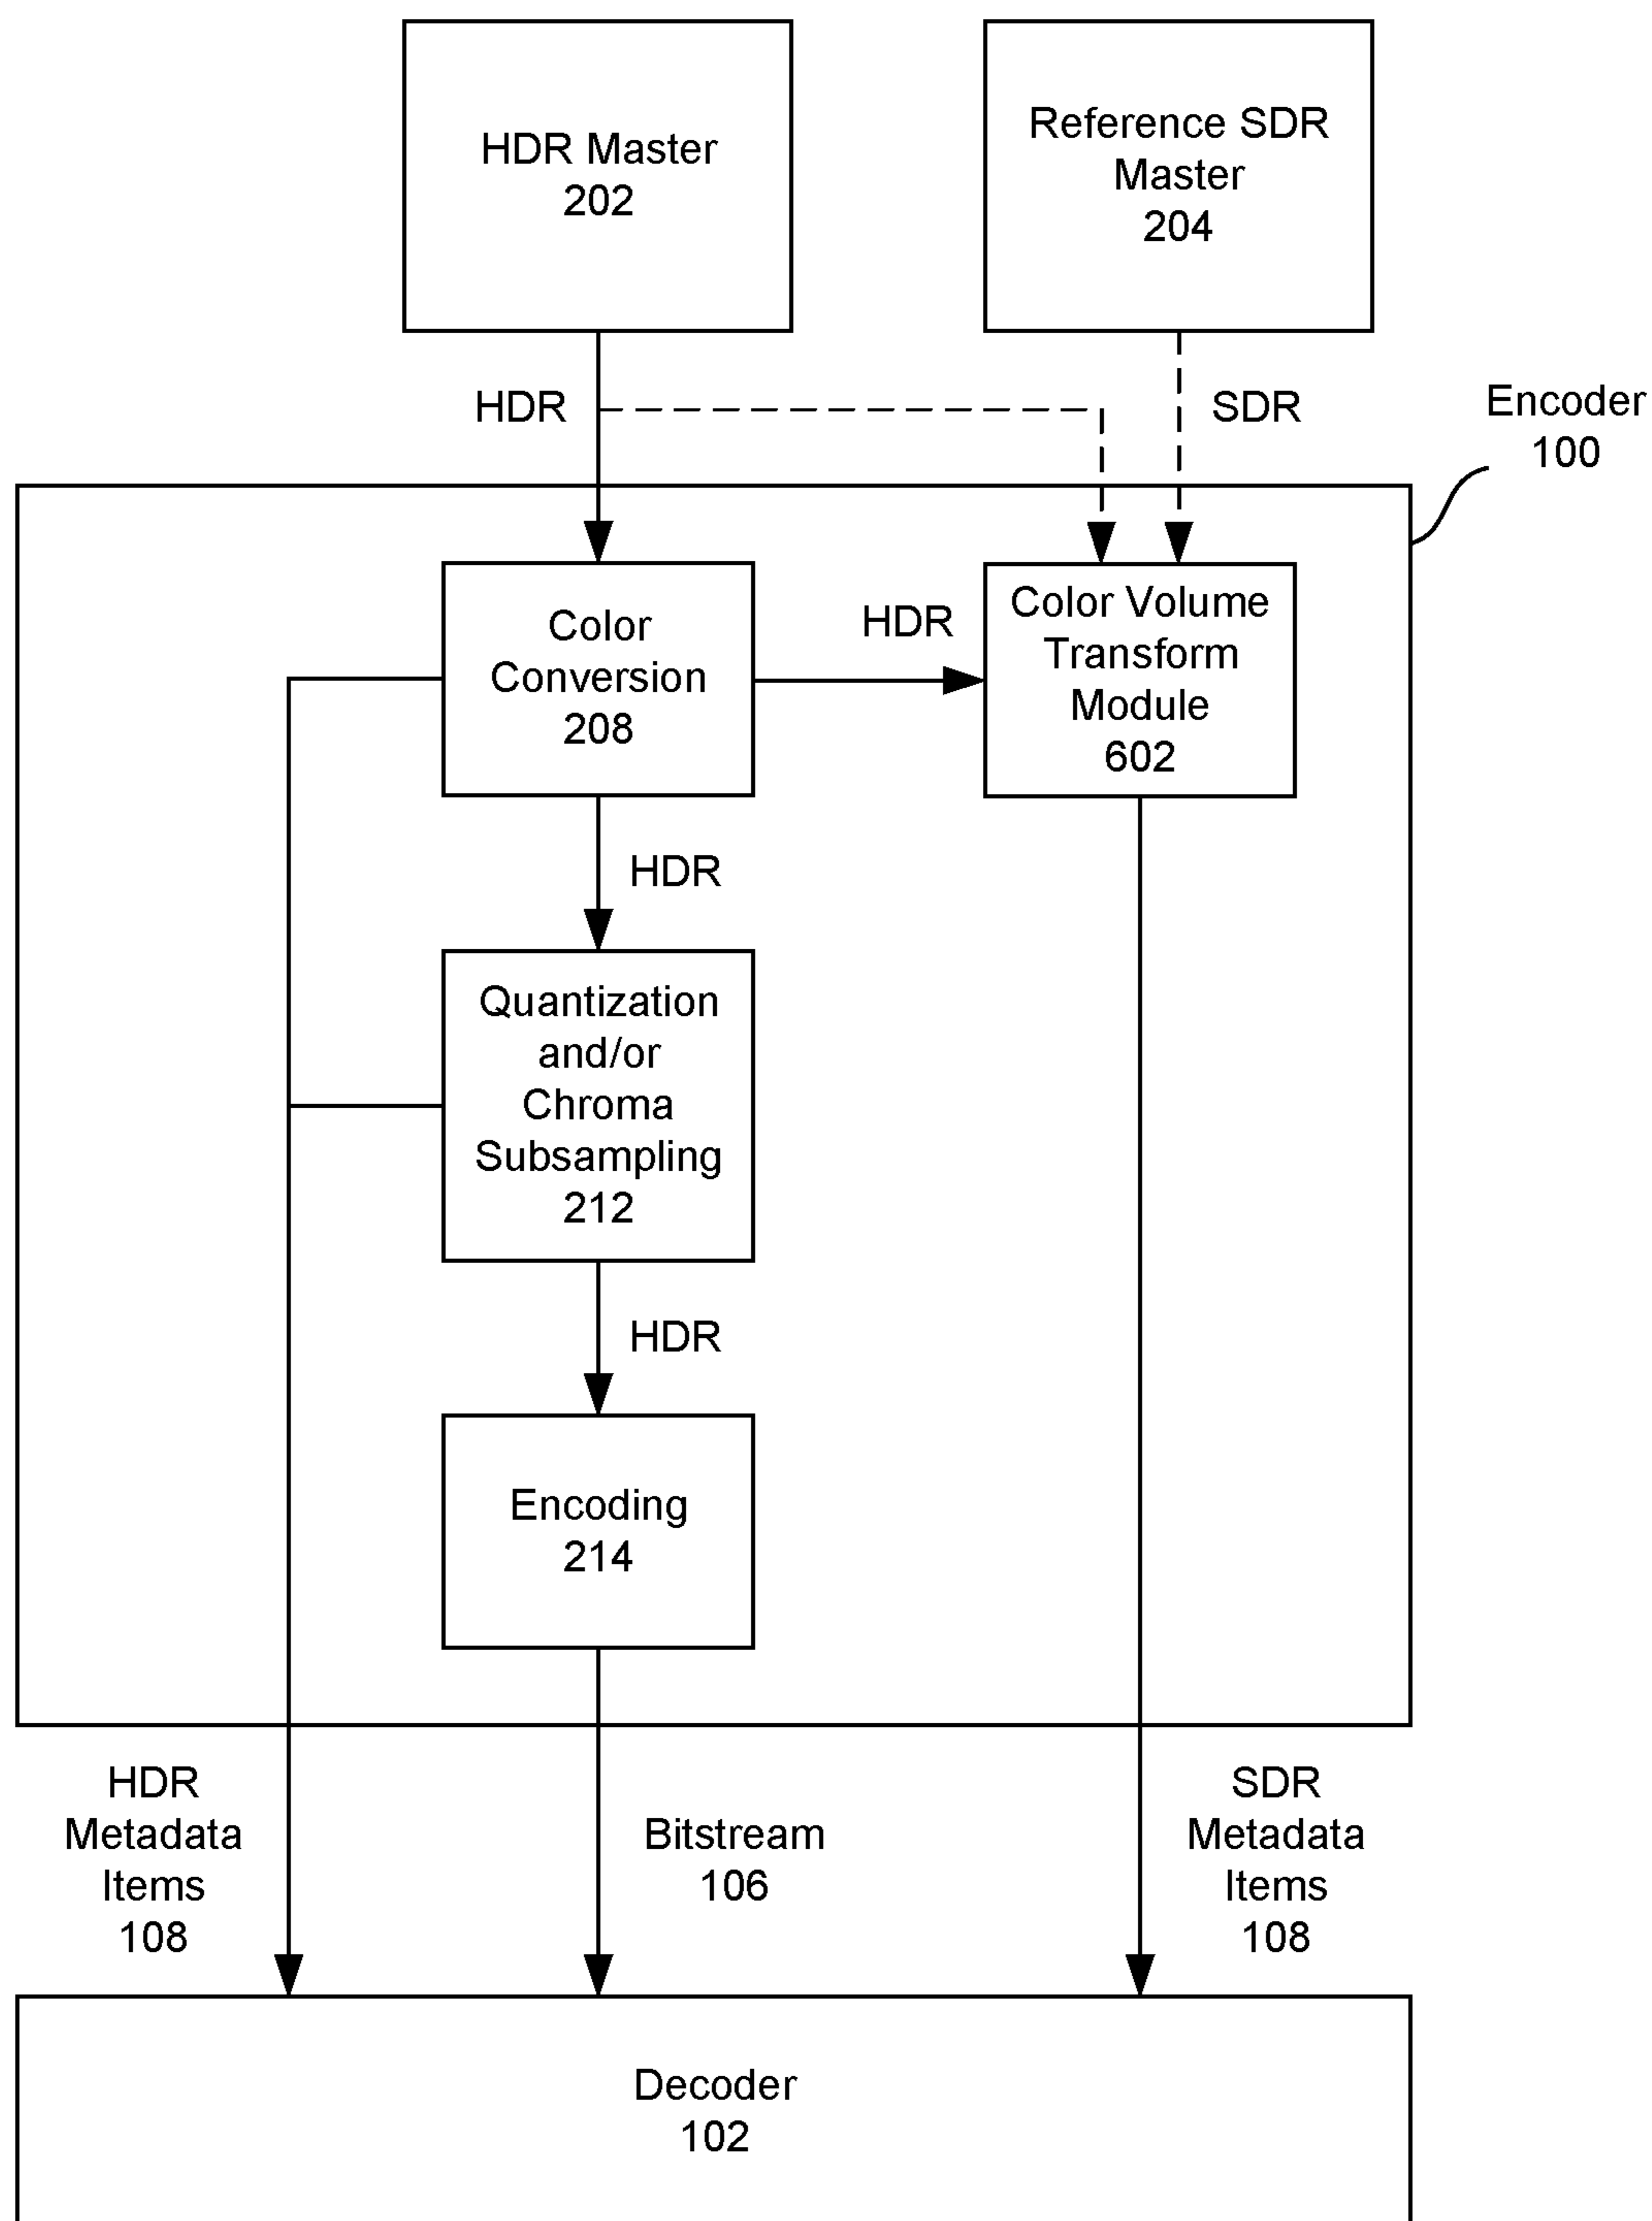 HDR Master
202
Reference SDR
Master
204
HDR
SDR
Encoder
100
Color
Conversion
208
HDR
Color Volume
Transform
Module
602
HDR
Quantization
and/or
Chroma
Subsampling
212
HDR
Encoding
214
HDR
Metadata
Items
108
Bitstream
106
SDR
Metadata
Items
108
Decoder
102